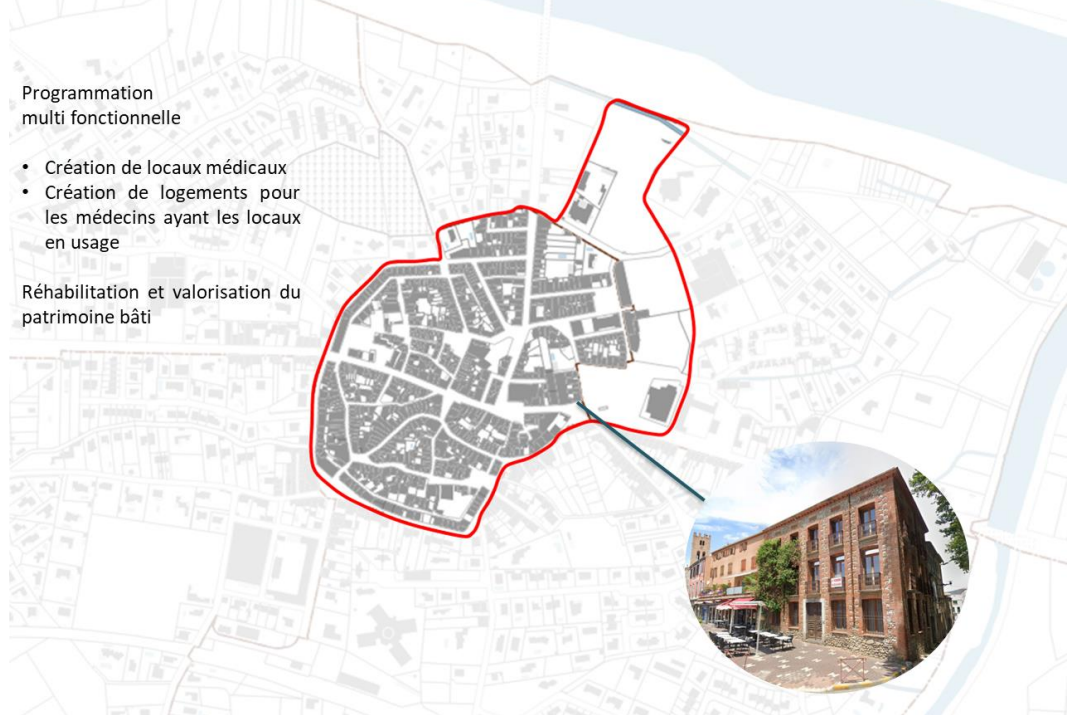 Programmation
multi fonctionnelle
• Création de locaux médicaux
• Création de logements pour
les médecins ayant les locaux
en usage
Réhabilitation et valorisation du
patrimoine bâti